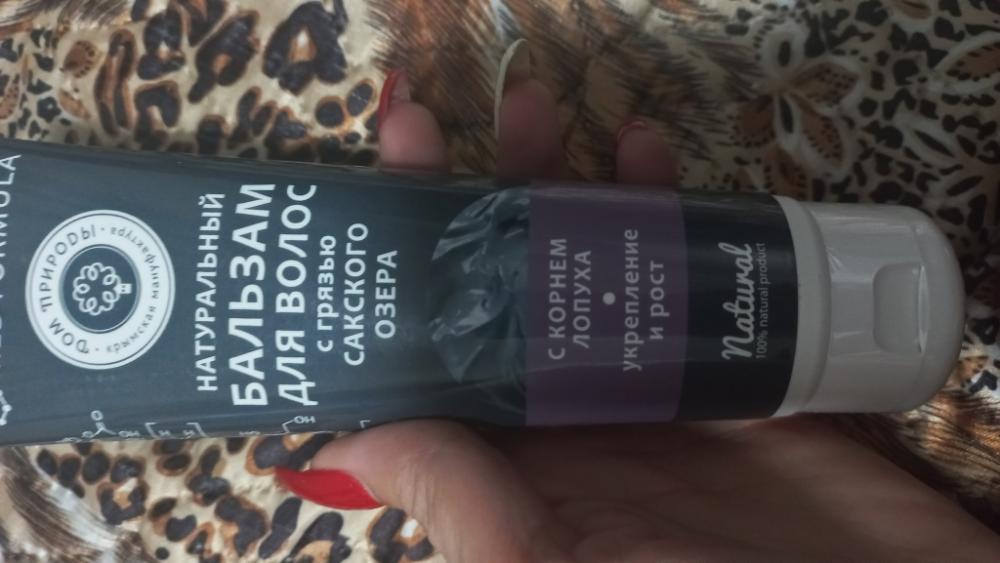 ДОМ ПРИРОДЫ
• крымская мануфактура •
НАТУРАЛЬНЫЙ
БАЛЬЗАМ
ДЛЯ ВОЛОС
С ГРЯЗЬЮ
САКСКОГО
ОЗЕРА
С КОРНЕМ
ЛОПУХА
•
укрепление
и рост
Natural
100% natural product